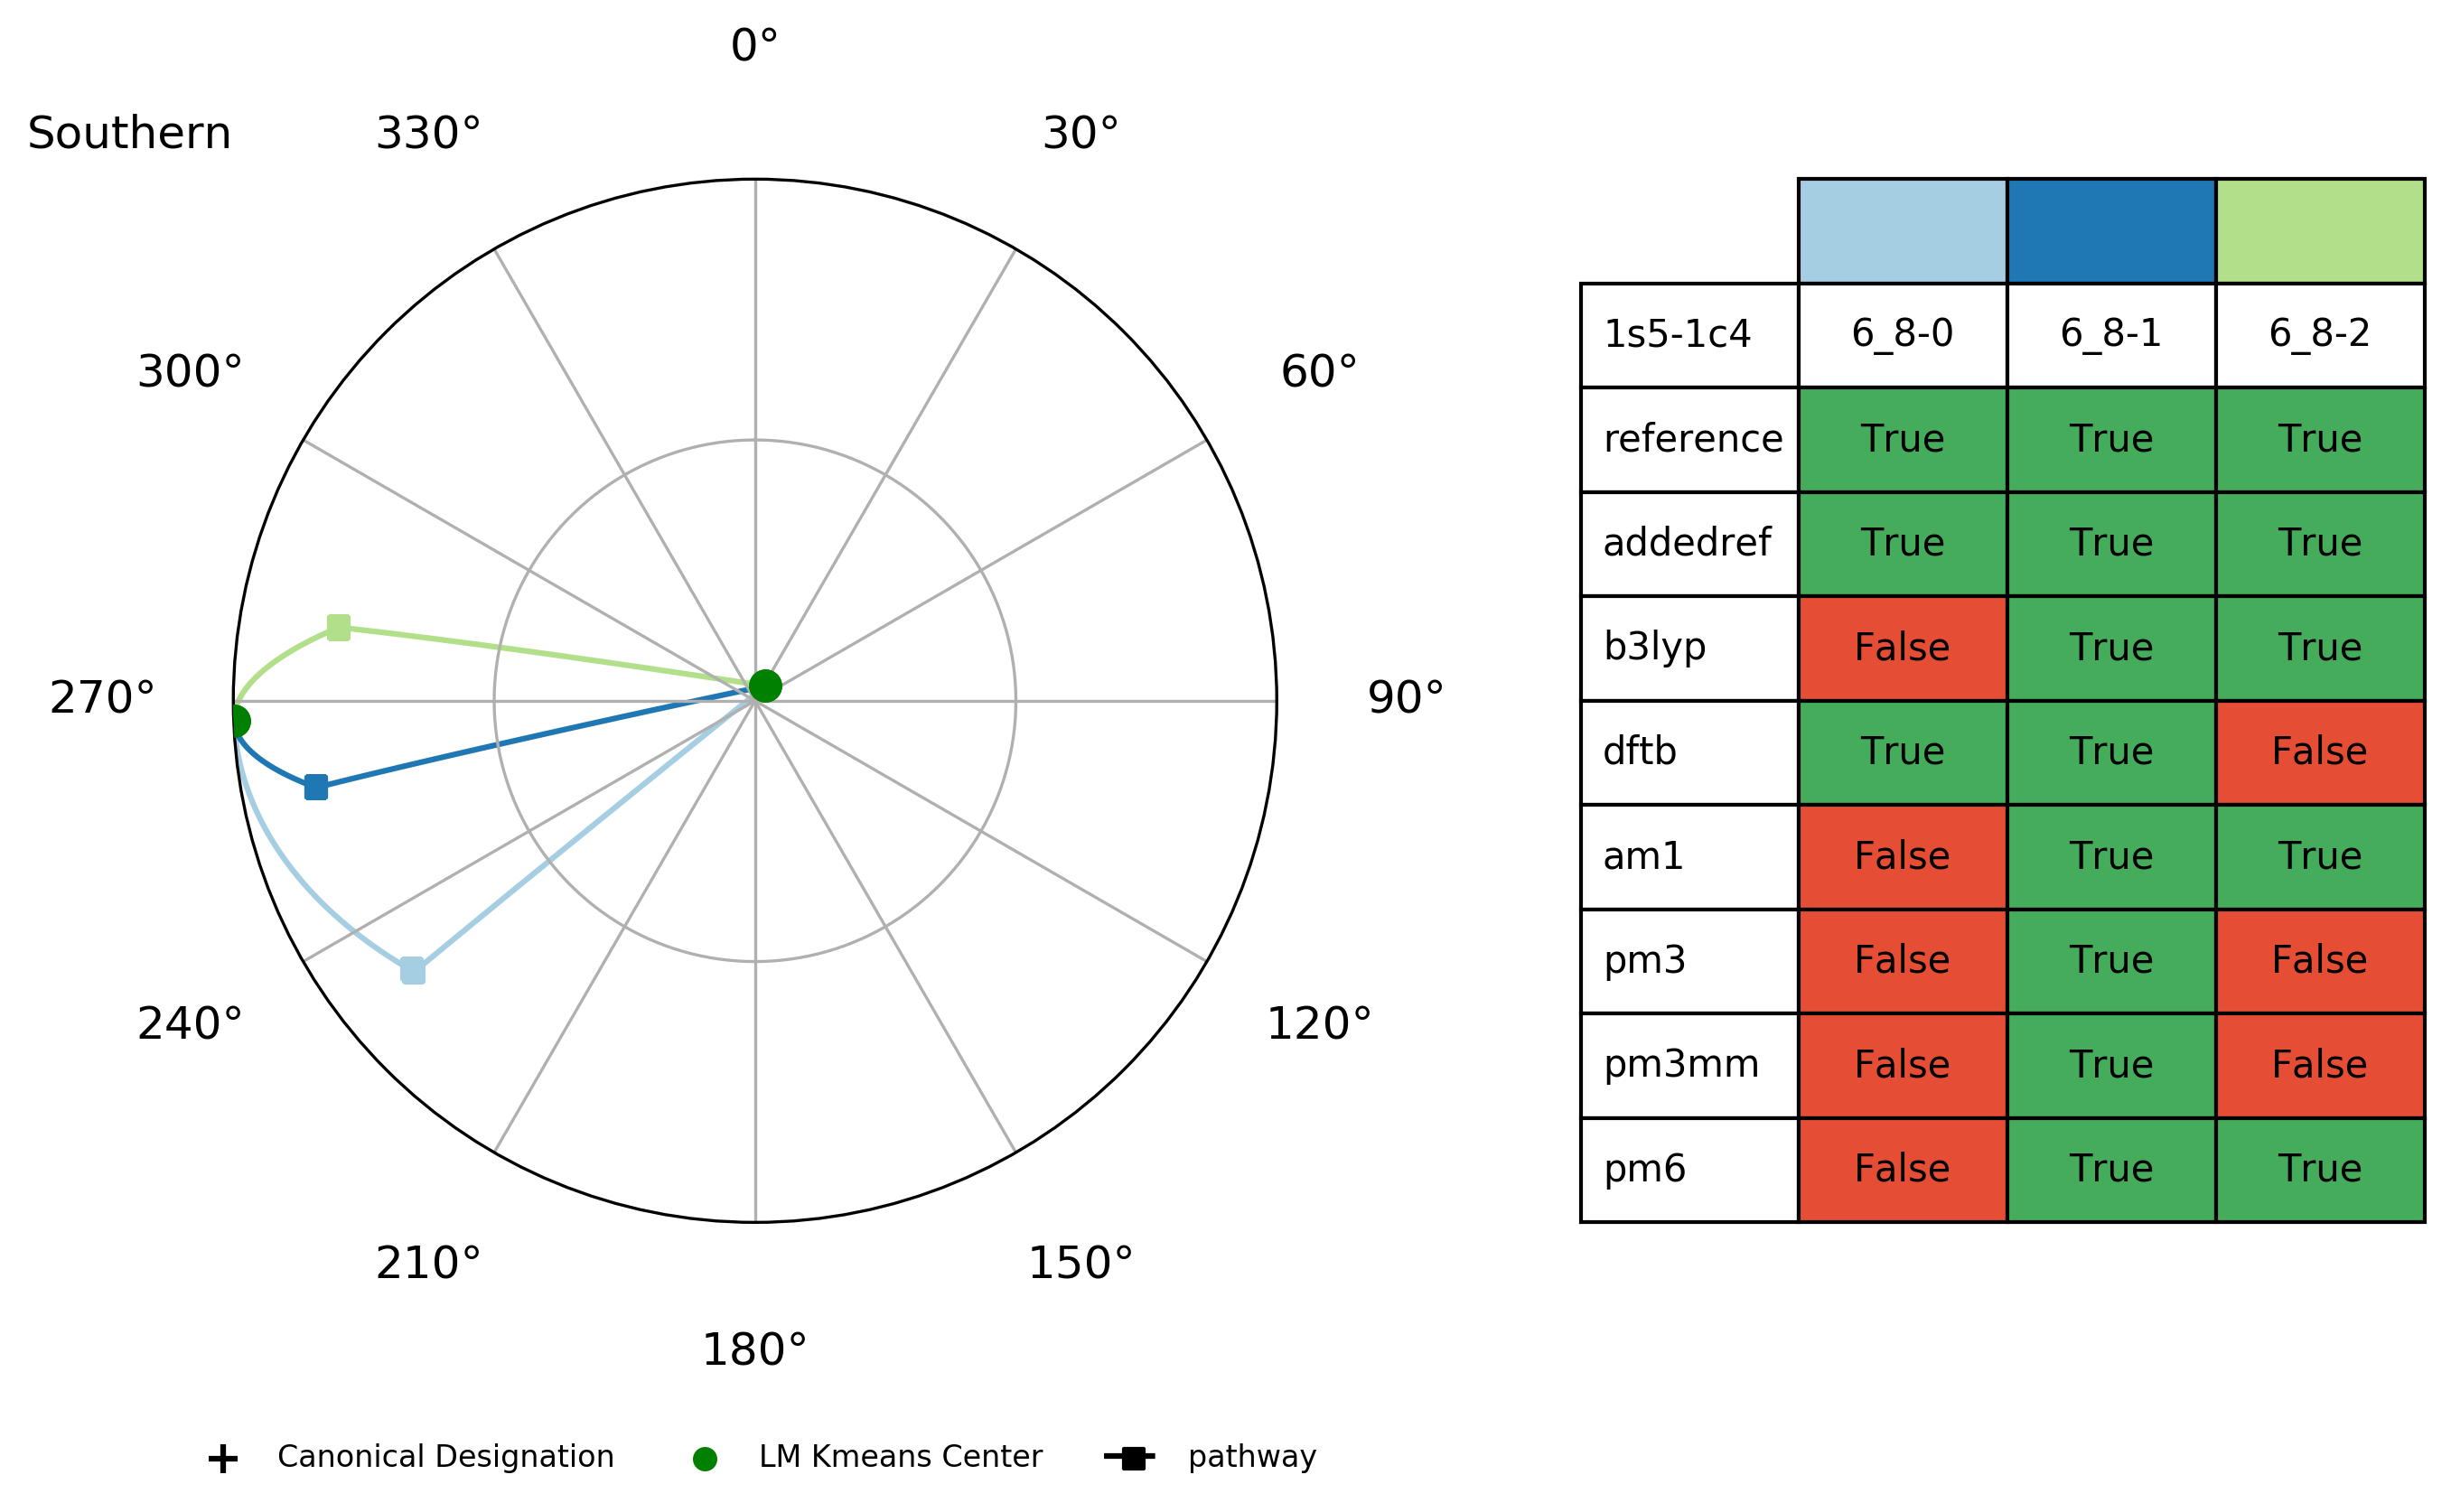 0°
Southern 330° 30°
300° 60°
270° 90°
240° 120°
210° 150°
180°
Canonical Designation LM Kmeans Center pathway
1s5-1c4 6_8-0 6_8-1 6_8-2
reference True True True
addedref True True True
b3lyp False True True
dftb True True False
am1 False True True
pm3 False True False
pm3mm False True False
pm6 False True True